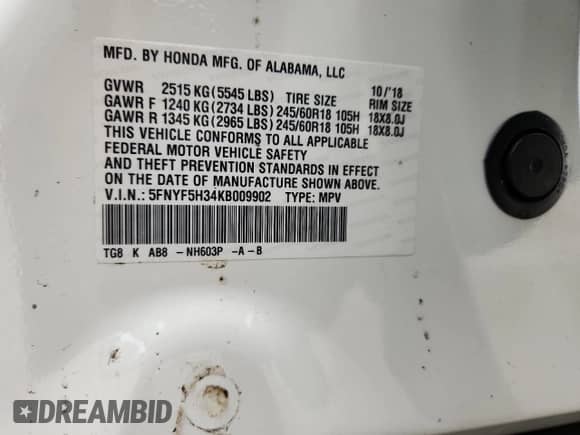 MFD. BY HONDA MFG. OF ALABAMA, LLC
10/'18
GVWR 2515 KG (5545 LBS) TIRE SIZE RIM SIZE
GAWR F 1240 KG (2734 LBS) 245/60R18 105H 18X8.0J
GAWR R 1345 KG (2965 LBS) 245/60R18 105H 18X8.0J
THIS VEHICLE CONFORMS TO ALL APPLICABLE
FEDERAL MOTOR VEHICLE SAFETY
AND THEFT PREVENTION STANDARDS IN EFFECT
ON THE DATE OF MANUFACTURE SHOWN ABOVE.
V.I.N.: 5FNYF5H34KB009902 TYPE: MPV
TG8 K AB8 -NH603P -A-B
DREAMBID